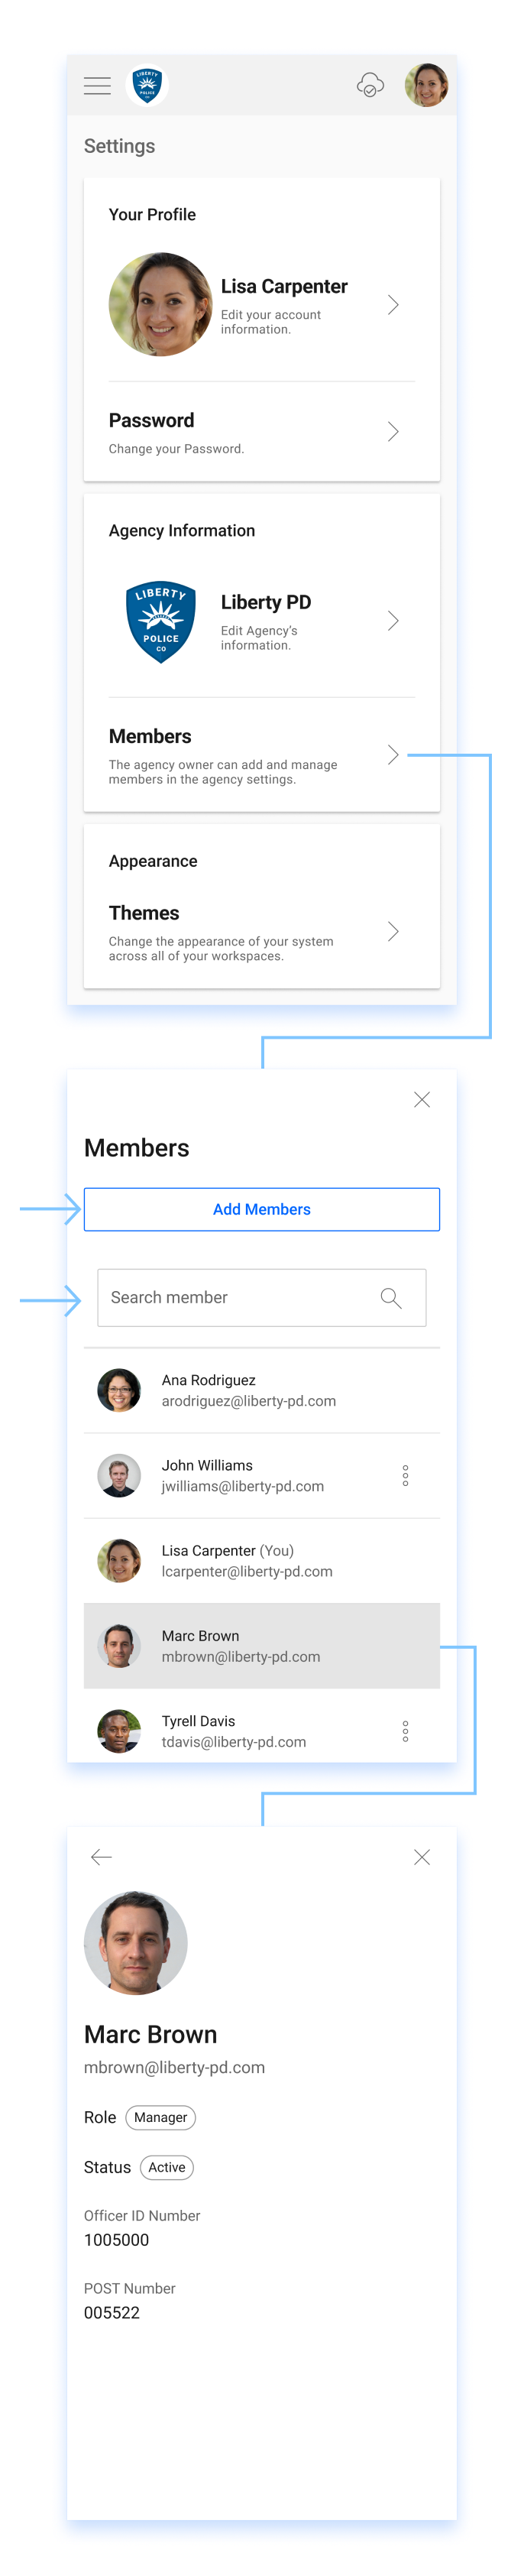 LIBERTY
POLICE
CO
Settings
Your Profile
Lisa Carpenter
Edit your account
information.
Password
Change your Password.
Agency Information
LIBERTY
POLICE
CO
Liberty PD
Edit Agency's
information.
Members
The agency owner can add and manage
members in the agency settings.
Appearance
Themes
Change the appearance of your system
across all of your workspaces.
Members
Add Members
Search member
Ana Rodriguez
arodriguez@liberty-pd.com
John Williams
jwilliams@liberty-pd.com
Lisa Carpenter (You)
lcarpenter@liberty-pd.com
Marc Brown
mbrown@liberty-pd.com
Tyrell Davis
tdavis@liberty-pd.com
Marc Brown
mbrown@liberty-pd.com
Role Manager
Status Active
Officer ID Number
1005000
POST Number
005522